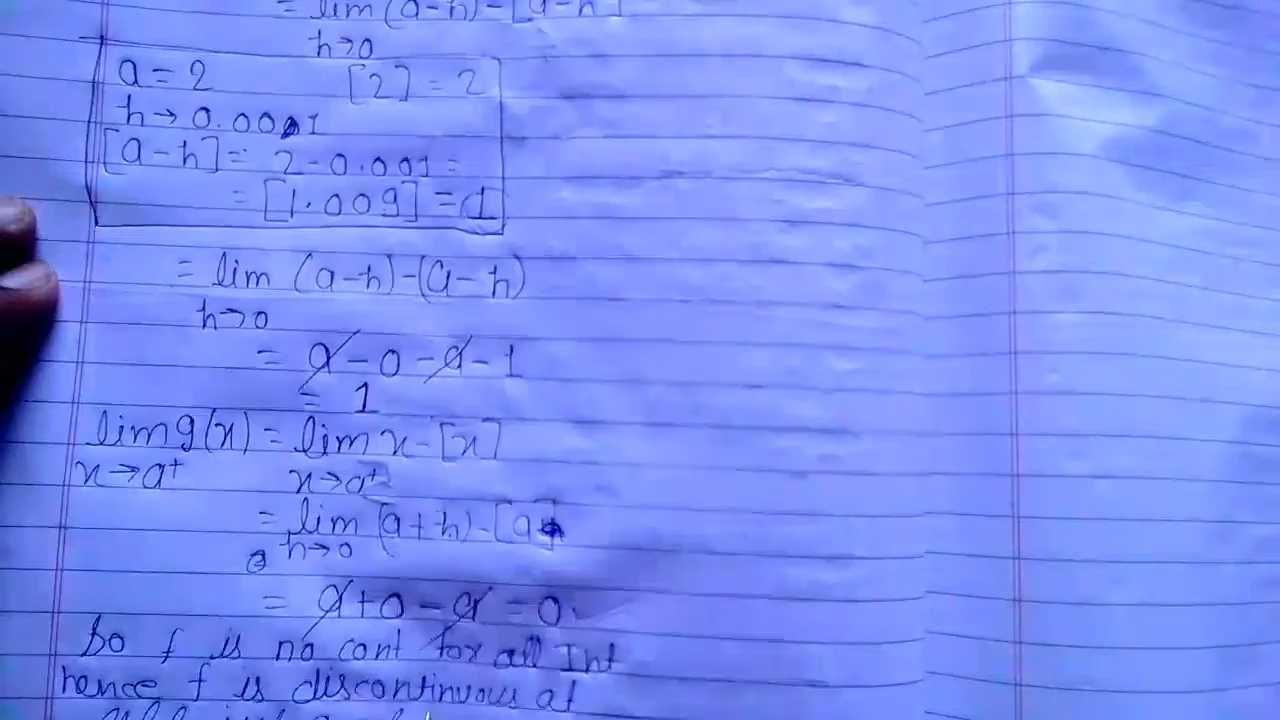 = lim (a-h) - [a-h]
h→0
a = 2 [2] = 2
h → 0.001
[a-h] = 2-0.001 =
= [1.009] = 1
= lim (a-h)-(a-h)
h→0
= a-0-a-1
= 1
lim g(x) = lim x-[x]
x→a+ x→a+
= lim (a+h)-[a]
h→0
= a+0-a=0.
So f is no cont for all Int
hence f is discontinuous at